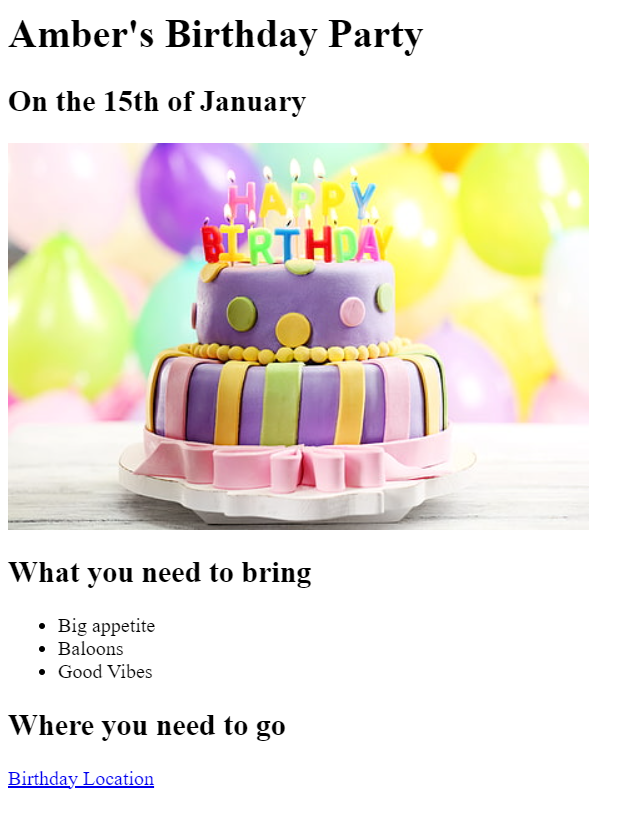 Amber's Birthday Party
On the 15th of January
HAPPY
BIRTHDAY
What you need to bring
Big appetite
Baloons
Good Vibes
Where you need to go
Birthday Location